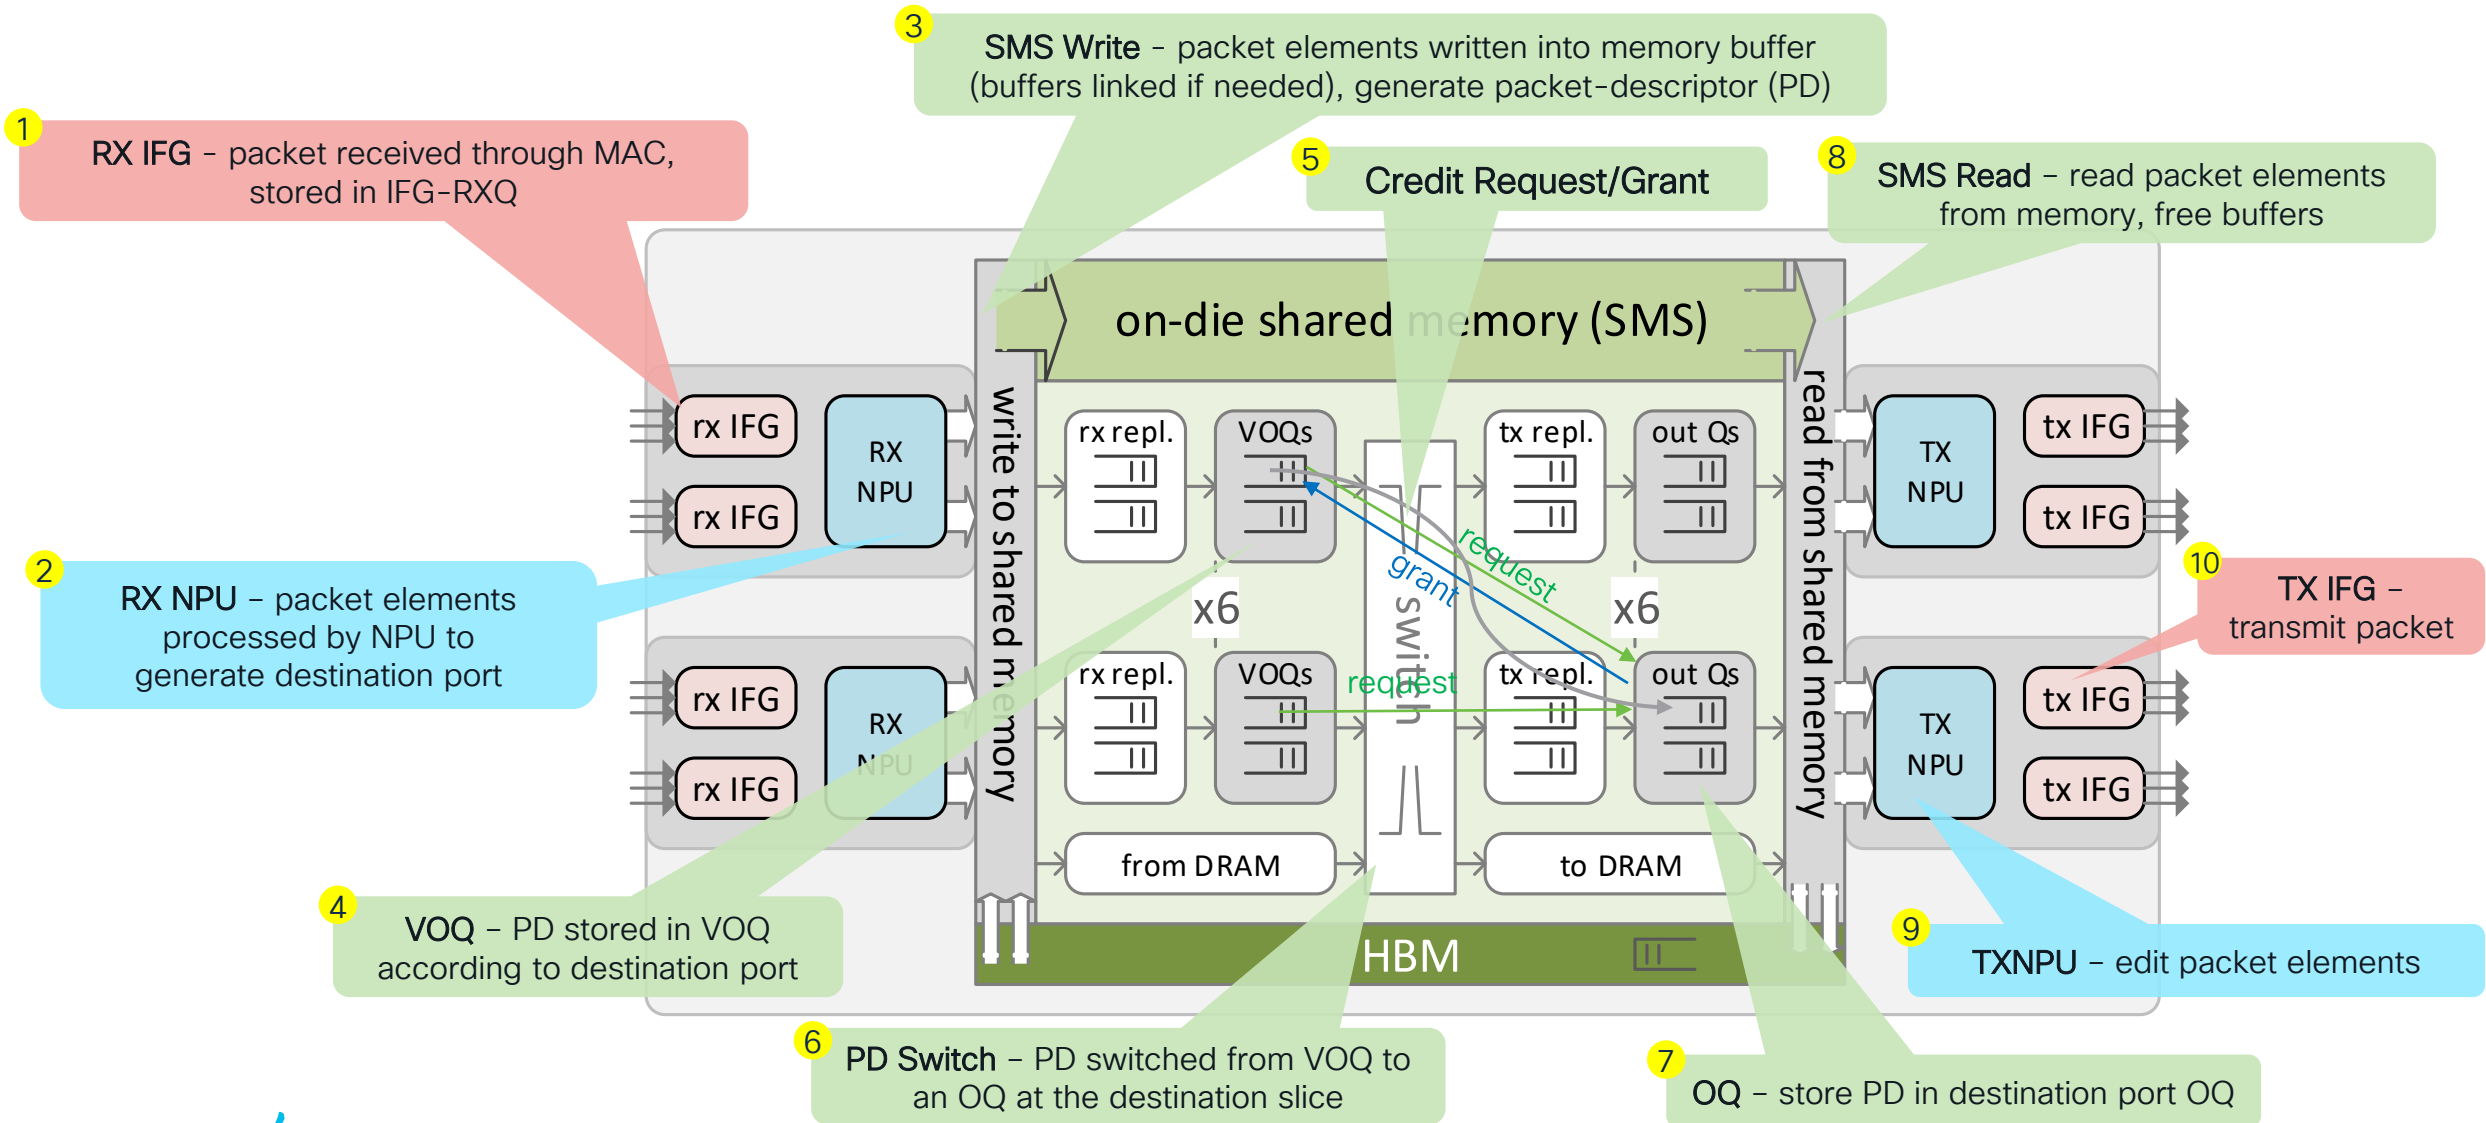 3
SMS Write - packet elements written into memory buffer
(buffers linked if needed), generate packet-descriptor (PD)
1
RX IFG - packet received through MAC,
stored in IFG-RXQ
5
Credit Request/Grant
8
SMS Read - read packet elements
from memory, free buffers
on-die shared memory (SMS)
write to shared memory
read from shared memory
rx IFG
rx IFG
RX
NPU
rx repl.
VOQs
tx repl.
out Qs
TX
NPU
tx IFG
tx IFG
request
grant
switch
x6
x6
2
RX NPU - packet elements
processed by NPU to
generate destination port
10
TX IFG -
transmit packet
rx IFG
rx IFG
RX
NPU
rx repl.
VOQs
request
tx repl.
out Qs
TX
NPU
tx IFG
tx IFG
from DRAM
to DRAM
4
VOQ - PD stored in VOQ
according to destination port
HBM
9
TXNPU - edit packet elements
6
PD Switch - PD switched from VOQ to
an OQ at the destination slice
7
OQ - store PD in destination port OQ